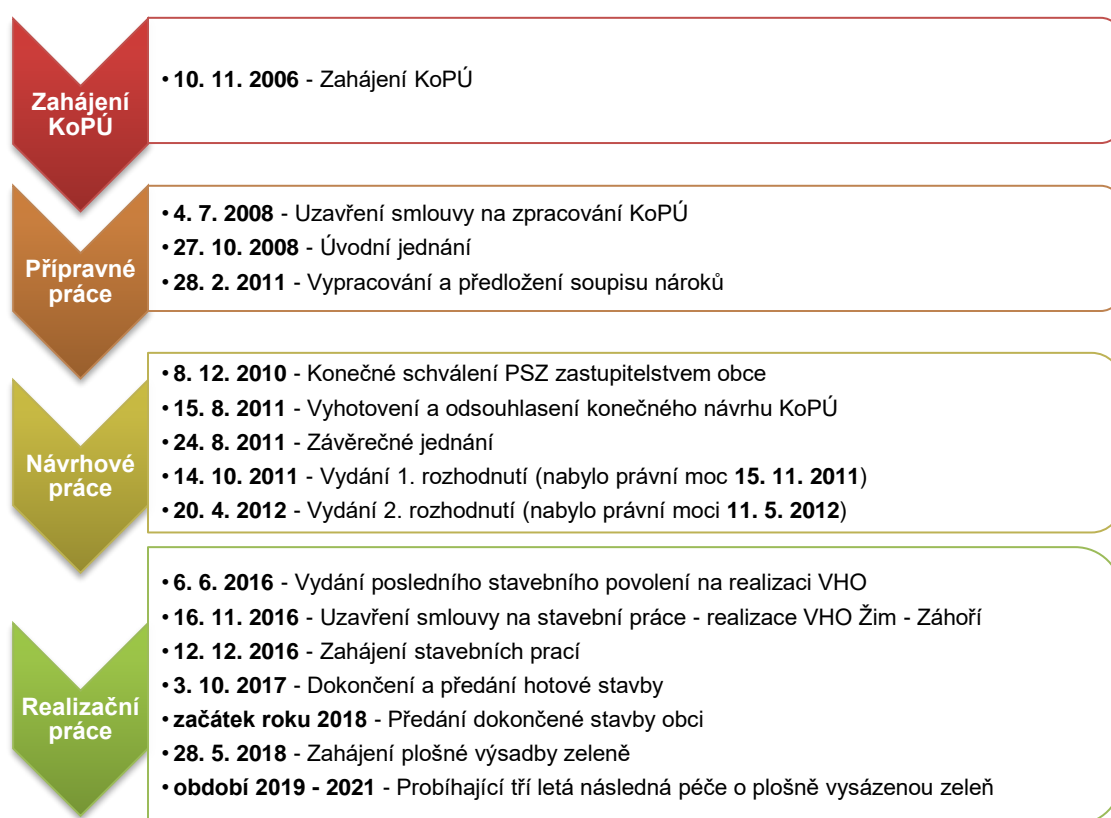 Zahájení
KoPÚ
• 10. 11. 2006 - Zahájení KoPÚ
Přípravné
práce
• 4. 7. 2008 - Uzavření smlouvy na zpracování KoPÚ
• 27. 10. 2008 - Úvodní jednání
• 28. 2. 2011 - Vypracování a předložení soupisu nároků
Návrhové
práce
• 8. 12. 2010 - Konečné schválení PSZ zastupitelstvem obce
• 15. 8. 2011 - Vyhotovení a odsouhlasení konečného návrhu KoPÚ
• 24. 8. 2011 - Závěrečné jednání
• 14. 10. 2011 - Vydání 1. rozhodnutí (nabylo právní moc 15. 11. 2011)
• 20. 4. 2012 - Vydání 2. rozhodnutí (nabylo právní moci 11. 5. 2012)
Realizační
práce
• 6. 6. 2016 - Vydání posledního stavebního povolení na realizaci VHO
• 16. 11. 2016 - Uzavření smlouvy na stavební práce - realizace VHO Žim - Záhoří
• 12. 12. 2016 - Zahájení stavebních prací
• 3. 10. 2017 - Dokončení a předání hotové stavby
• začátek roku 2018 - Předání dokončené stavby obci
• 28. 5. 2018 - Zahájení plošné výsadby zeleně
• období 2019 - 2021 - Probíhající tří letá následná péče o plošně vysázenou zeleň